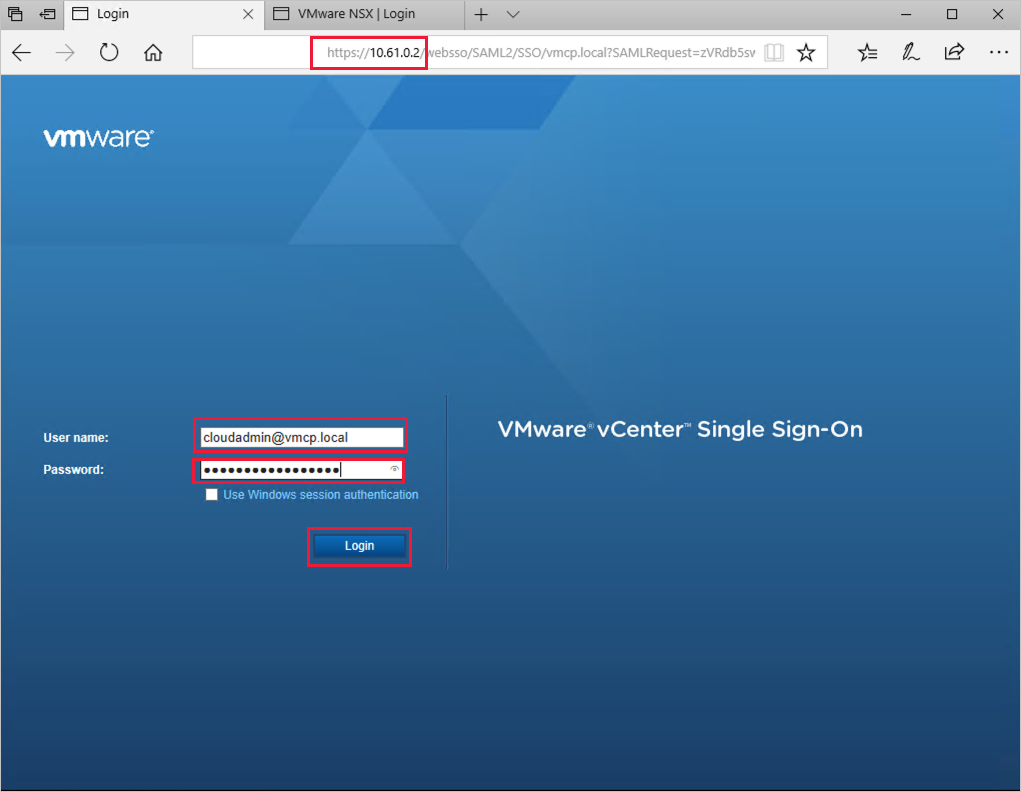 Login
VMware NSX | Login
https://10.61.0.2/websso/SAML2/SSO/vmcp.local?SAMLRequest=zVRdb5sw
vmware®
User name:
cloudadmin@vmcp.local
Password:
●●●●●●●●●●●●●●●●●
Use Windows session authentication
Login
VMware® vCenter™ Single Sign-On